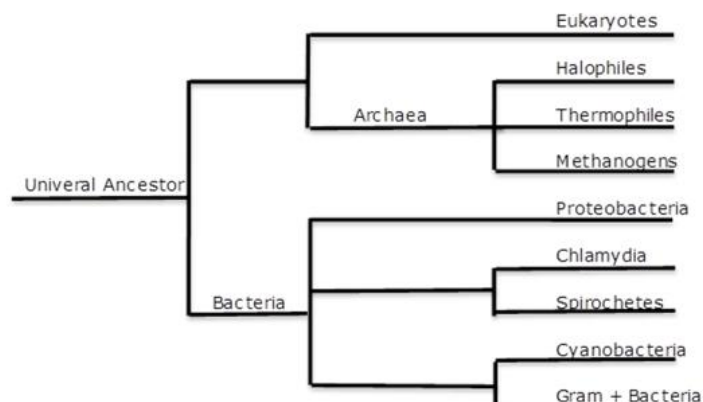 Eukaryotes
Halophiles
Archaea
Thermophiles
Methanogens
Univeral Ancestor
Proteobacteria
Chlamydia
Bacteria
Spirochetes
Cyanobacteria
Gram + Bacteria